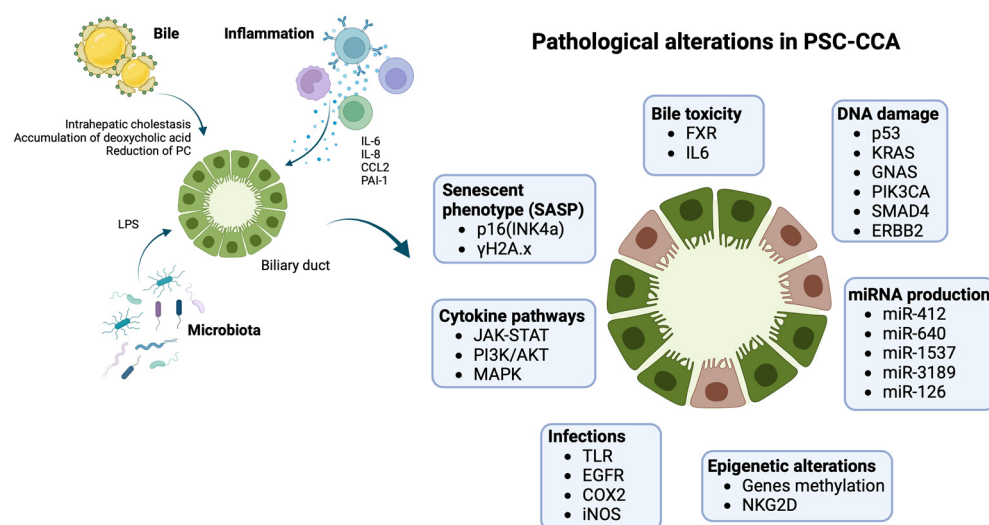 Bile
Inflammation
Intrahepatic cholestasis
Accumulation of deoxycholic acid
Reduction of PC
IL-6
IL-8
CCL2
PAI-1
LPS
Biliary duct
Microbiota
Pathological alterations in PSC-CCA
Bile toxicity
• FXR
• IL6
DNA damage
• p53
• KRAS
• GNAS
• PIK3CA
• SMAD4
• ERBB2
Senescent
phenotype (SASP)
• p16(INK4a)
• γH2A.x
Cytokine pathways
• JAK-STAT
• PI3K/AKT
• MAPK
miRNA production
• miR-412
• miR-640
• miR-1537
• miR-3189
• miR-126
Infections
• TLR
• EGFR
• COX2
• iNOS
Epigenetic alterations
• Genes methylation
• NKG2D